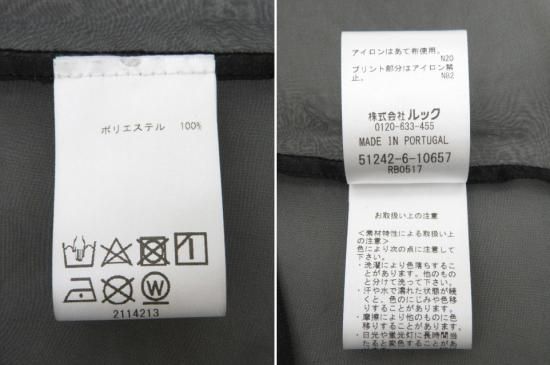 ポリエステル 100%
W
2114213
アイロンはあて布使用。
N20
プリント部分はアイロン禁
止。 N82
株式会社ルック
0120-633-455
MADE IN PORTUGAL
51242-6-10657
RB0517
お取扱い上の注意
<素材特性による取扱い上
の注意>
色により次の点に注意して
下さい。
・洗濯により色落ちするこ
とがあります。他のもの
と分けて洗って下さい。
・汗や水で濡れた状態が続
くと、色のにじみや色移
りすることがあります。
・摩擦により他のものに色
移りすることがあります。
・日光や蛍光灯に長時間当
たると変色することがあ